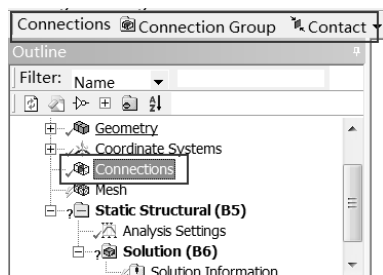 Connections Connection Group Contact
Outline
Filter: Name
Geometry
Coordinate Systems
Connections
Mesh
Static Structural (B5)
Analysis Settings
Solution (B6)
Solution Information